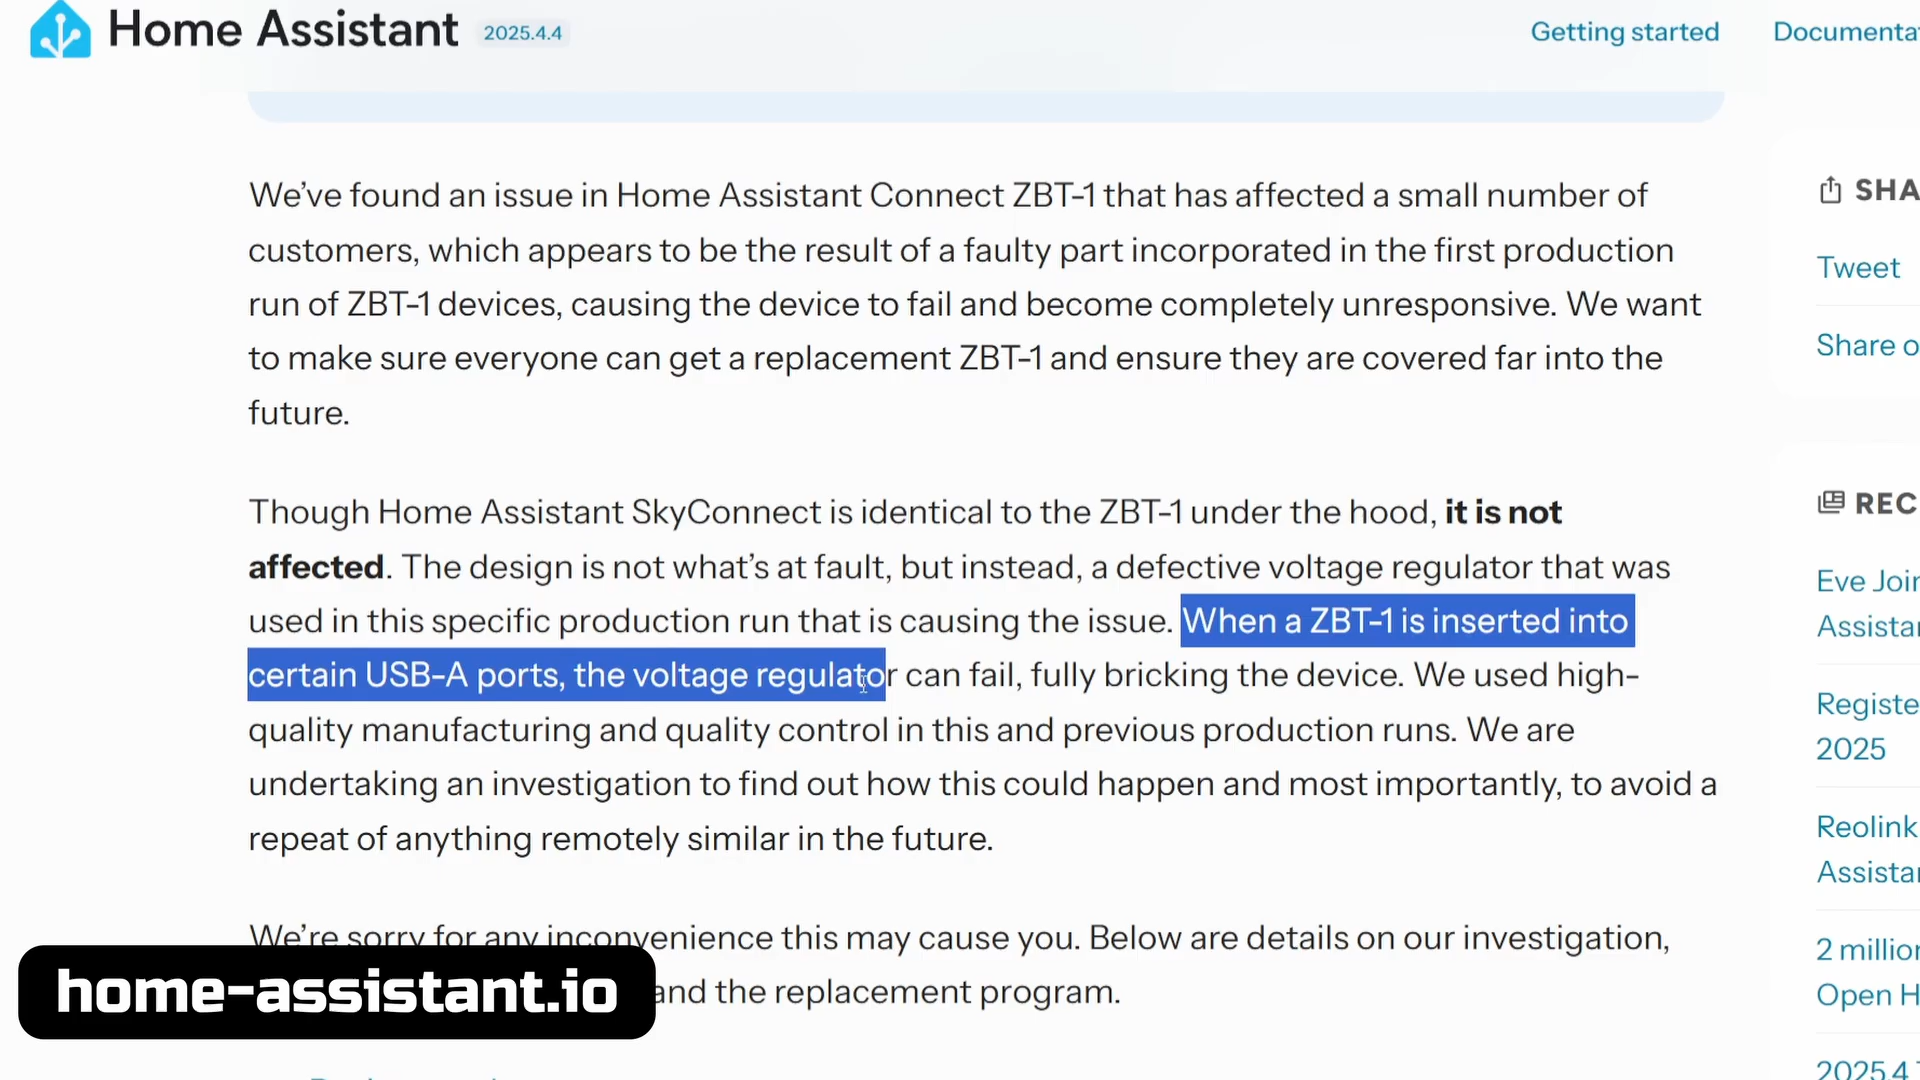 Home Assistant 2025.4.4
Getting started
We've found an issue in Home Assistant Connect ZBT-1 that has affected a small number of
customers, which appears to be the result of a faulty part incorporated in the first production
run of ZBT-1 devices, causing the device to fail and become completely unresponsive. We want
to make sure everyone can get a replacement ZBT-1 and ensure they are covered far into the
future.
Though Home Assistant SkyConnect is identical to the ZBT-1 under the hood, it is not
affected. The design is not what's at fault, but instead, a defective voltage regulator that was
used in this specific production run that is causing the issue. When a ZBT-1 is inserted into
certain USB-A ports, the voltage regulator can fail, fully bricking the device. We used high-
quality manufacturing and quality control in this and previous production runs. We are
undertaking an investigation to find out how this could happen and most importantly, to avoid a
repeat of anything remotely similar in the future.
We're sorry for any inconvenience this may cause you. Below are details on our investigation,
and the replacement program.
home-assistant.io
Tweet
Share
Eve
Register
2025
Reolink
2 million
Open
2025.4